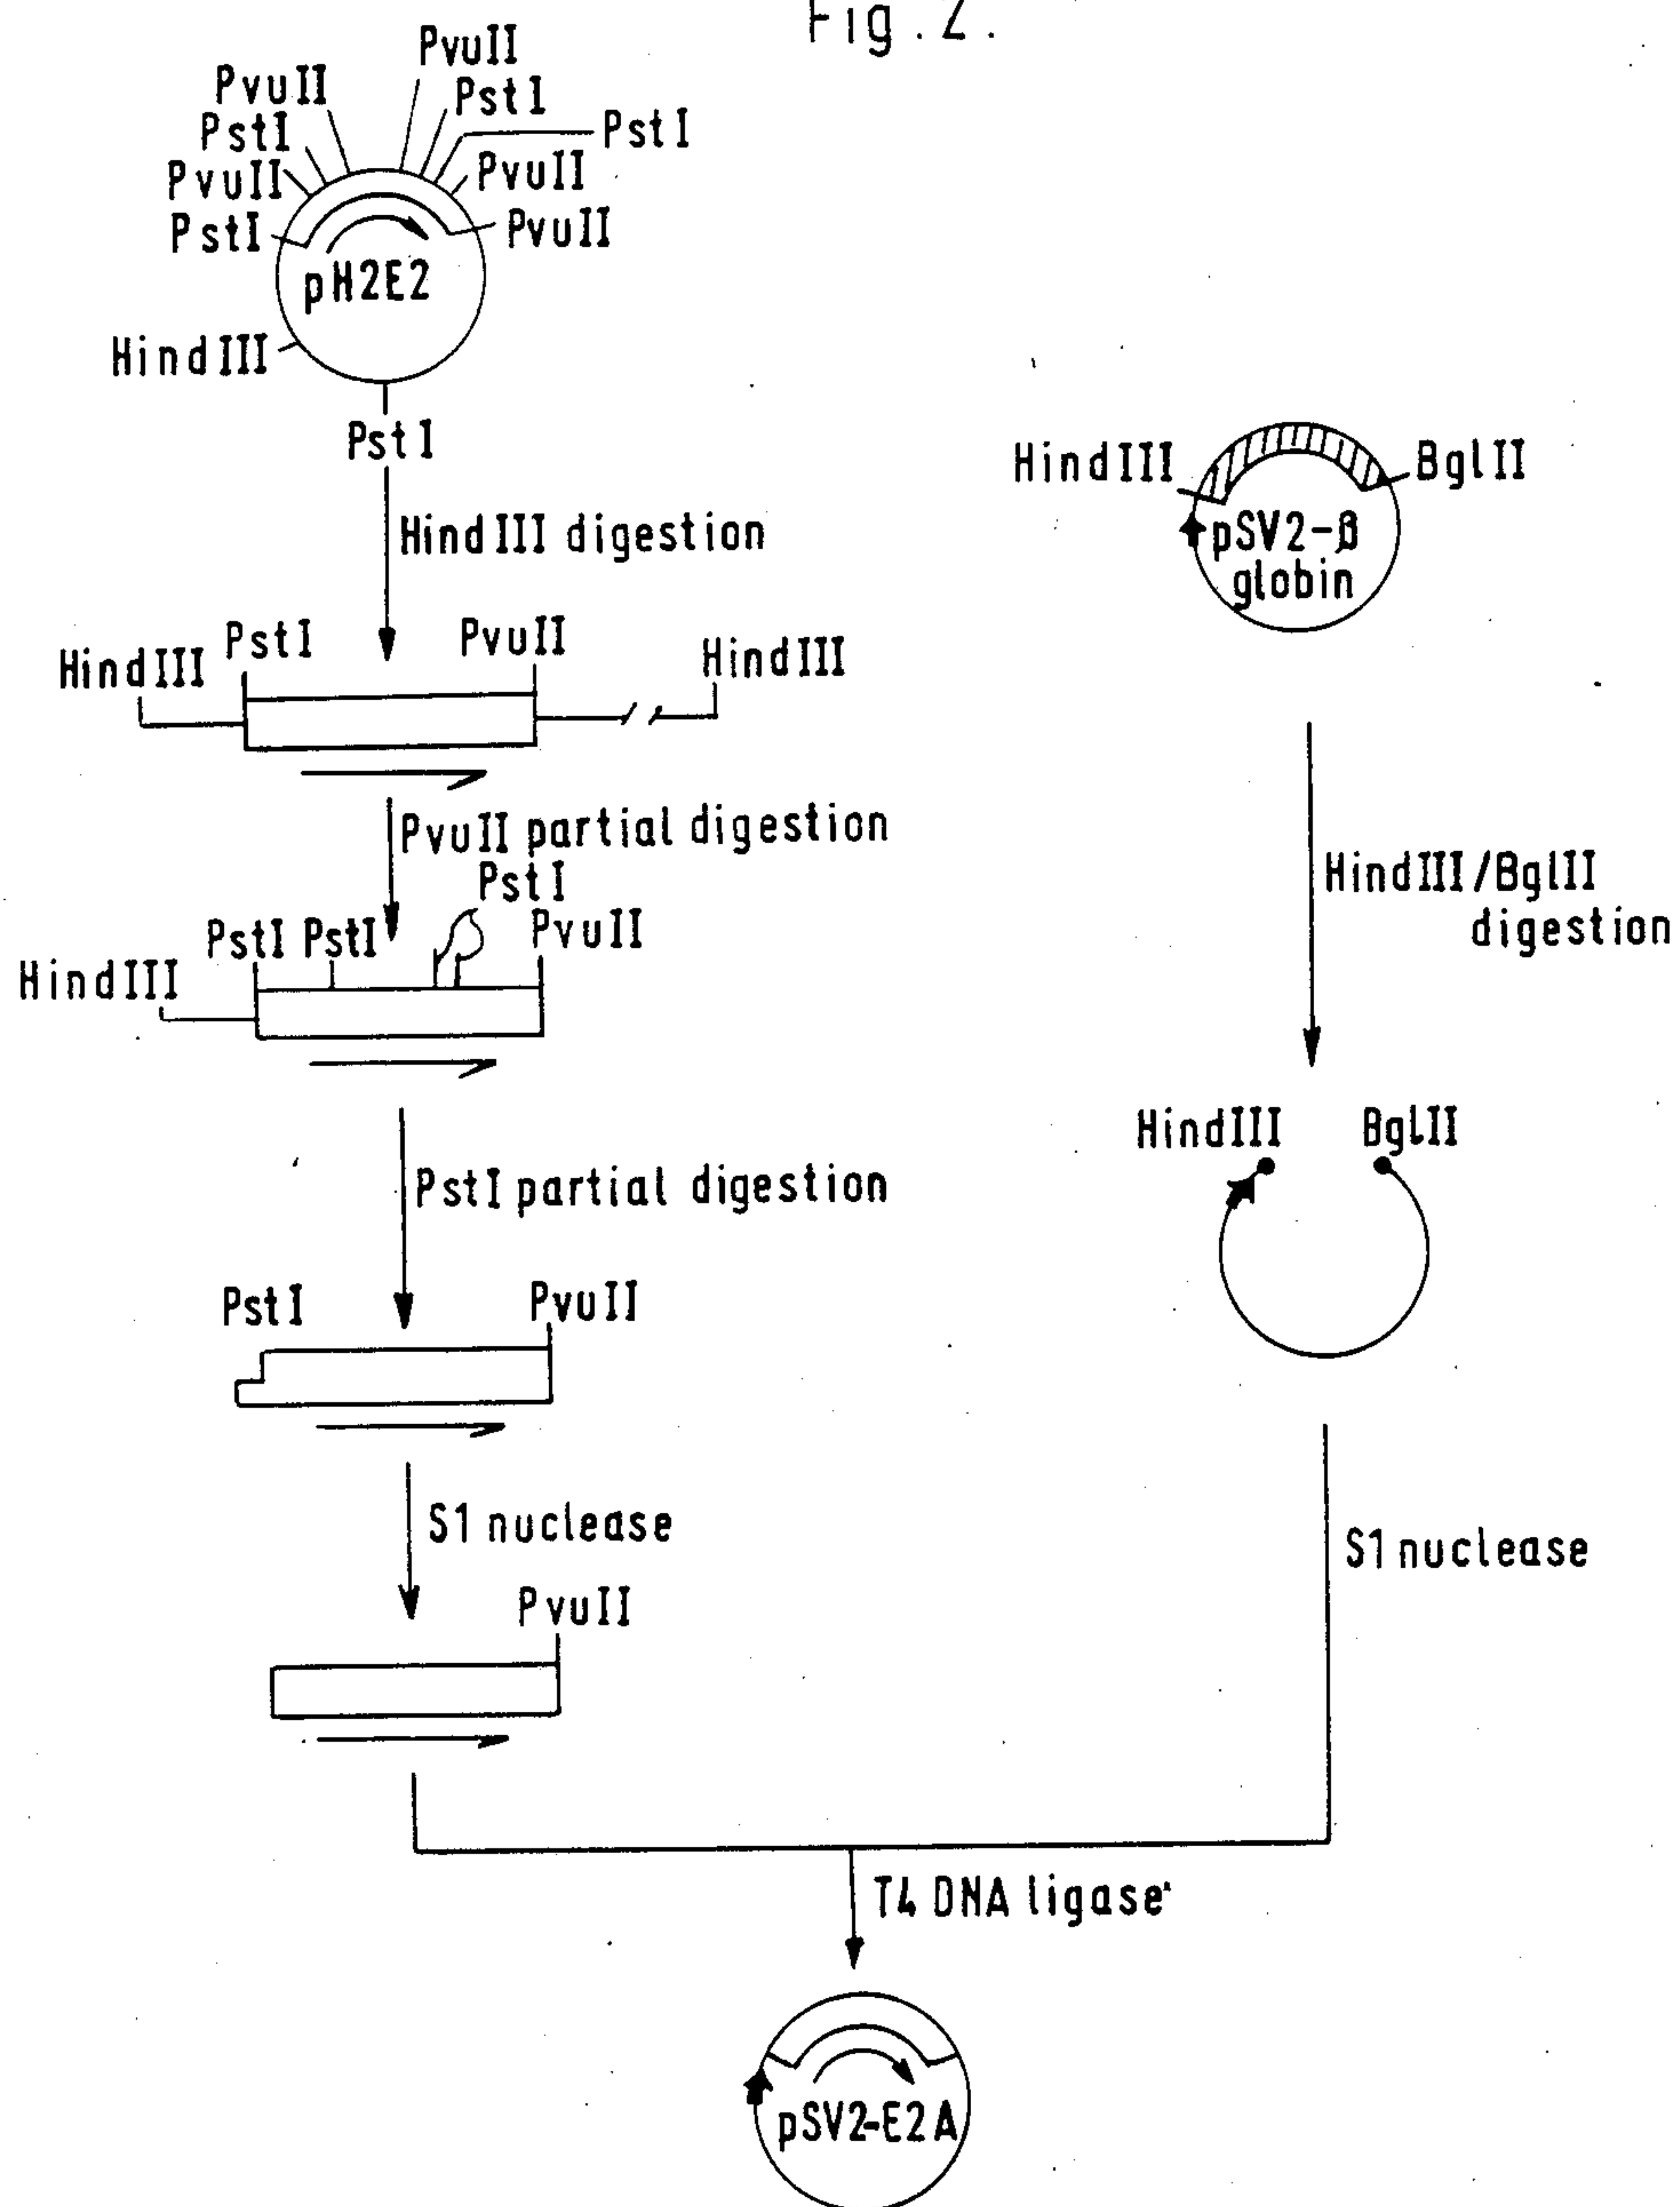 Fig. 2.
PvuII
PvuII
PstI
PstI
PstI
PvuII
PvuII
PstI
PvuII
pH2E2
HindIII
PstI
HindIII
BglII
pSV2-β
globin
HindIII digestion
HindIII
PstI
PvuII
HindIII
PvuII partial digestion
PstI
PstI
PstI
PvuII
HindIII
HindIII/BglII
digestion
HindIII
BglII
PstI partial digestion
PstI
PvuII
S1 nuclease
S1 nuclease
PvuII
T4 DNA ligase
pSV2-E2A